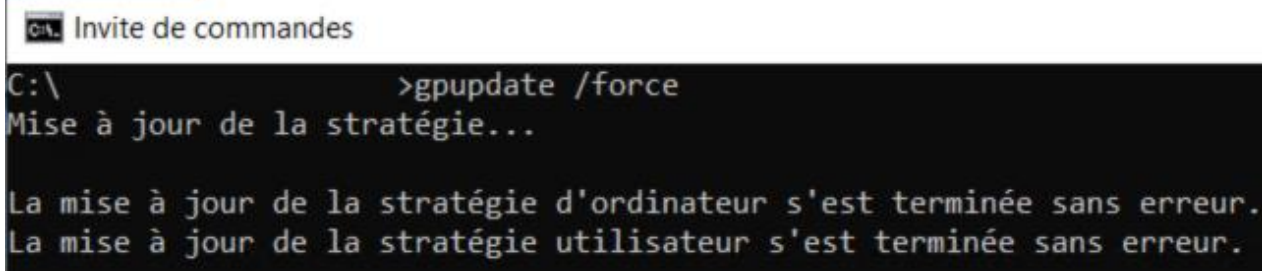 Invite de commandes
C:\ >gpupdate /force
Mise à jour de la stratégie...
La mise à jour de la stratégie d'ordinateur s'est terminée sans erreur.
La mise à jour de la stratégie utilisateur s'est terminée sans erreur.